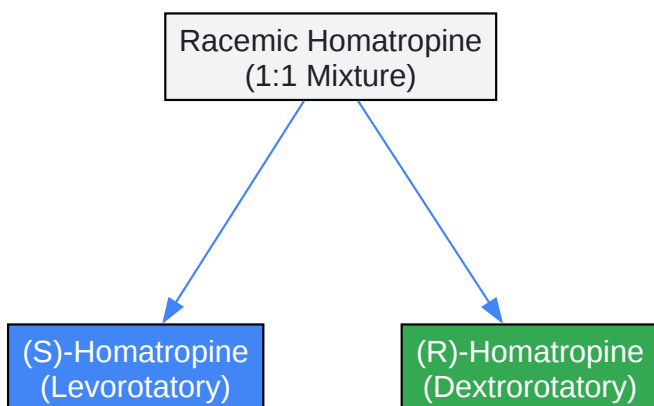 Racemic Homatropine
(1:1 Mixture)
(S)-Homatropine
(Levorotatory)
(R)-Homatropine
(Dextrorotatory)